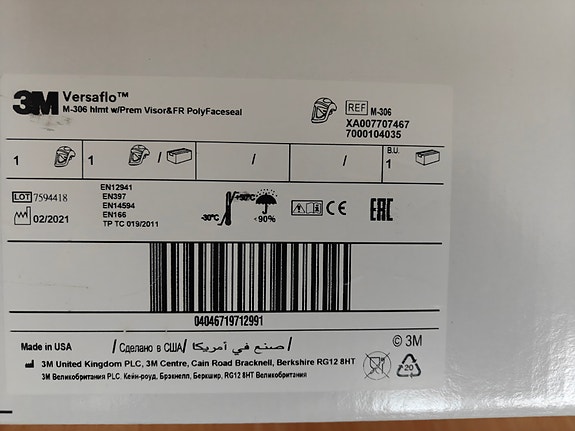 3M Versaflo™
M-306 hlmt w/Prem Visor&FR PolyFaceseal
REF M-306
XA007707467
7000104035
1
1 /
/
/
B.U.
1
LOT 7594418
02/2021
EN12941
EN397
EN14594
EN166
TP TC 019/2011
-30°C
+50°C
<90%
CE
EAC
04046719712991
Made in USA / Сделано в США / صنع في أمريكا /
© 3M
3M United Kingdom PLC, 3M Centre, Cain Road Bracknell, Berkshire RG12 8HT
3M Великобритания PLC. Кейн-роуд, Брэкнелл, Беркшир, RG12 8HT Великобритания
20